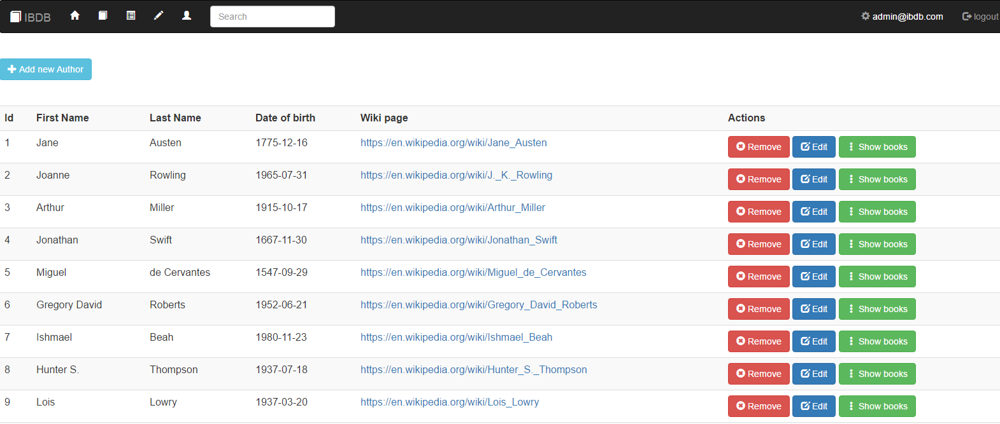 IBDB Search admin@ibdb.com logout
Add new Author
Id First Name Last Name Date of birth Wiki page Actions
1 Jane Austen 1775-12-16 https://en.wikipedia.org/wiki/Jane_Austen Remove Edit Show books
2 Joanne Rowling 1965-07-31 https://en.wikipedia.org/wiki/J._K._Rowling Remove Edit Show books
3 Arthur Miller 1915-10-17 https://en.wikipedia.org/wiki/Arthur_Miller Remove Edit Show books
4 Jonathan Swift 1667-11-30 https://en.wikipedia.org/wiki/Jonathan_Swift Remove Edit Show books
5 Miguel de Cervantes 1547-09-29 https://en.wikipedia.org/wiki/Miguel_de_Cervantes Remove Edit Show books
6 Gregory David Roberts 1952-06-21 https://en.wikipedia.org/wiki/Gregory_David_Roberts Remove Edit Show books
7 Ishmael Beah 1980-11-23 https://en.wikipedia.org/wiki/Ishmael_Beah Remove Edit Show books
8 Hunter S. Thompson 1937-07-18 https://en.wikipedia.org/wiki/Hunter_S._Thompson Remove Edit Show books
9 Lois Lowry 1937-03-20 https://en.wikipedia.org/wiki/Lois_Lowry Remove Edit Show books